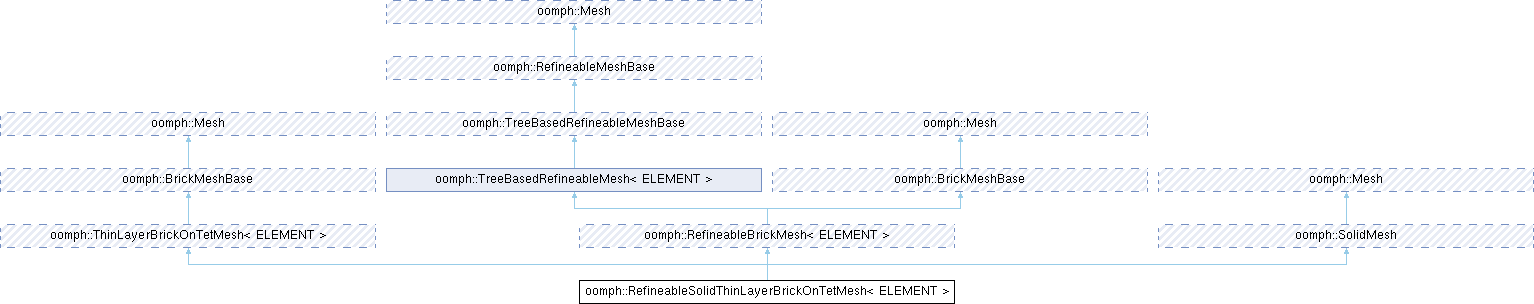 oomph::Mesh
oomph::RefineableMeshBase
oomph::Mesh
oomph::TreeBasedRefineableMeshBase
oomph::Mesh
oomph::BrickMeshBase
oomph::TreeBasedRefineableMesh< ELEMENT >
oomph::BrickMeshBase
oomph::Mesh
oomph::ThinLayerBrickOnTetMesh< ELEMENT >
oomph::RefineableBrickMesh< ELEMENT >
oomph::SolidMesh
oomph::RefineableSolidThinLayerBrickOnTetMesh< ELEMENT >